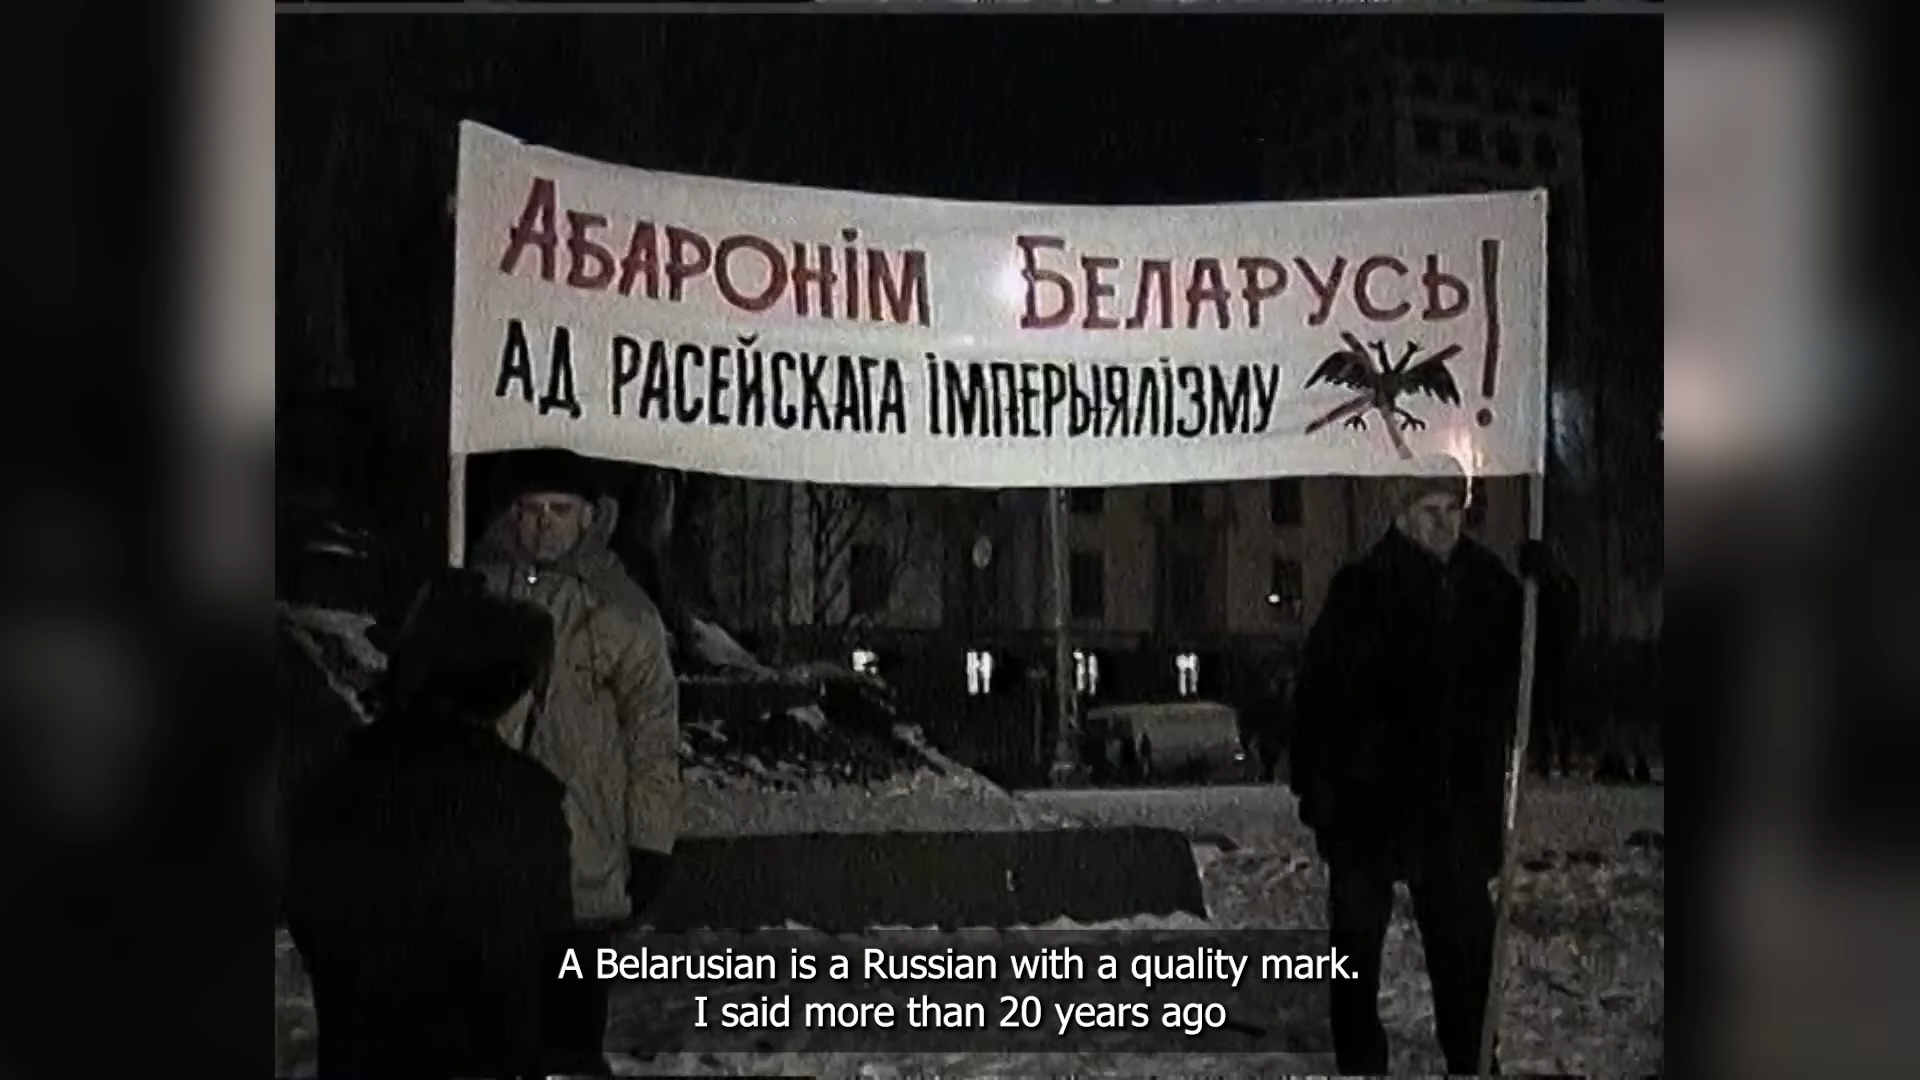 Абаронім Беларусь!
ад расейскага імперыялізму
A Belarusian is a Russian with a quality mark.
I said more than 20 years ago